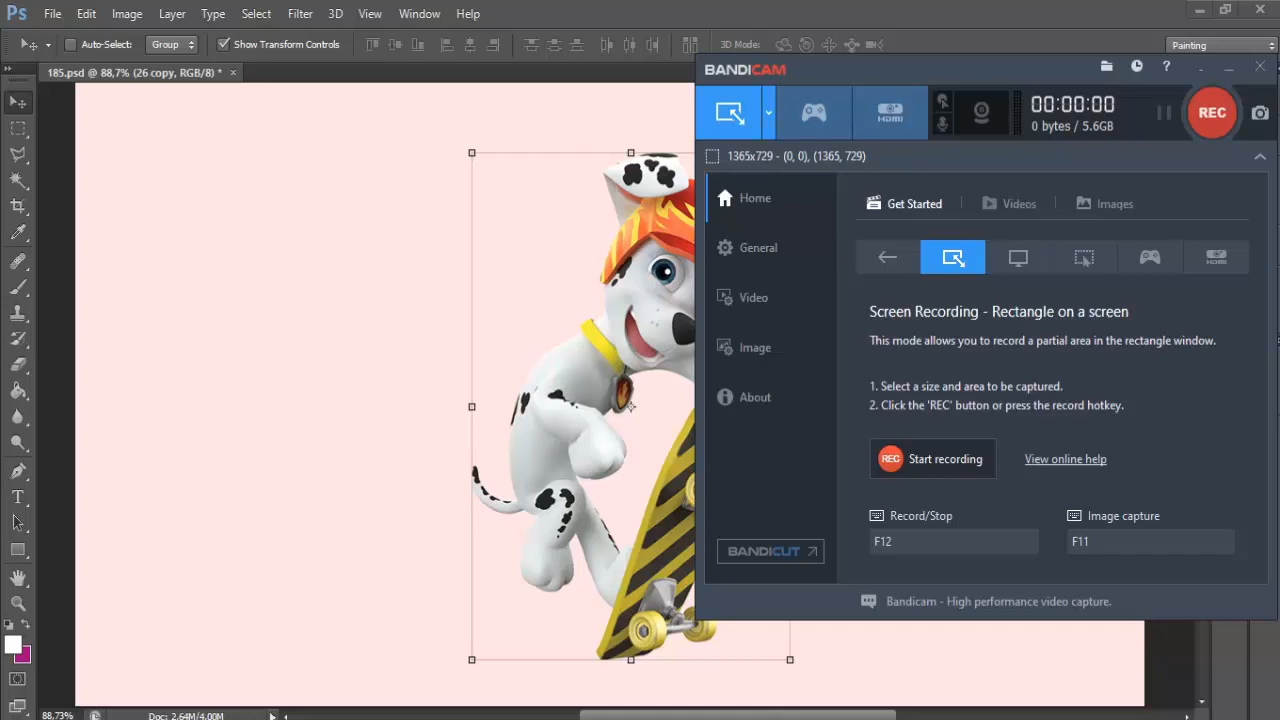 Ps File Edit Image Layer Type Select Filter 3D View Window Help
Auto-Select: Group Show Transform Controls 3D Mode: Painting
185.psd @ 88,7% (26 copy, RGB/8) * ×
BANDICAM
HDMI
00:00:00
0 bytes / 5.6GB
REC
1365x729 - (0, 0), (1365, 729)
Home
General
Video
Image
About
BANDICUT
Get Started
Videos
Images
HDMI
Screen Recording - Rectangle on a screen
This mode allows you to record a partial area in the rectangle window.
1. Select a size and area to be captured.
2. Click the 'REC' button or press the record hotkey.
REC Start recording
View online help
Record/Stop
F12
Image capture
F11
Bandicam - High performance video capture.
88,73% Doc: 2,64M/4,00M